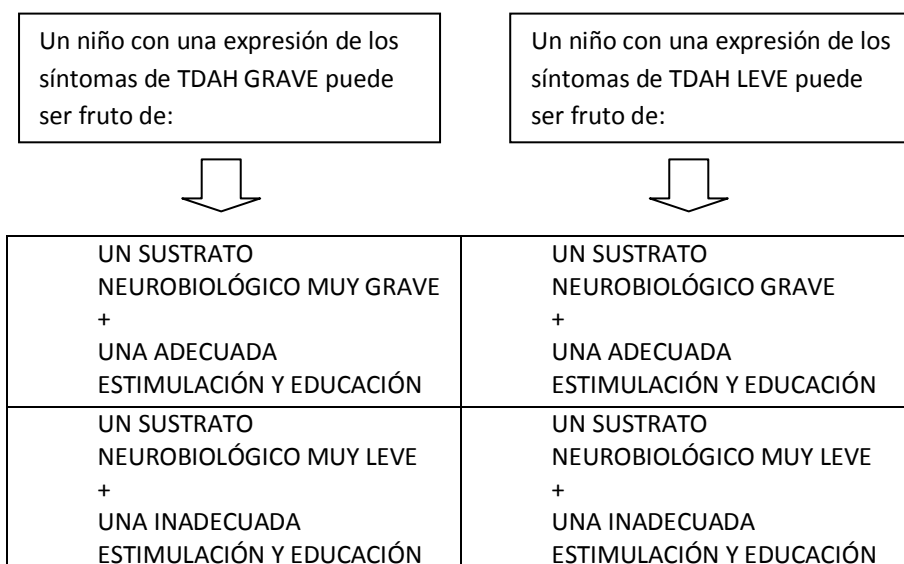 Un niño con una expresión de los
síntomas de TDAH GRAVE puede
ser fruto de:
Un niño con una expresión de los
síntomas de TDAH LEVE puede
ser fruto de:
UN SUSTRATO
NEUROBIOLÓGICO MUY GRAVE
+
UNA ADECUADA
ESTIMULACIÓN Y EDUCACIÓN
UN SUSTRATO
NEUROBIOLÓGICO GRAVE
+
UNA ADECUADA
ESTIMULACIÓN Y EDUCACIÓN
UN SUSTRATO
NEUROBIOLÓGICO MUY LEVE
+
UNA INADECUADA
ESTIMULACIÓN Y EDUCACIÓN
UN SUSTRATO
NEUROBIOLÓGICO MUY LEVE
+
UNA INADECUADA
ESTIMULACIÓN Y EDUCACIÓN